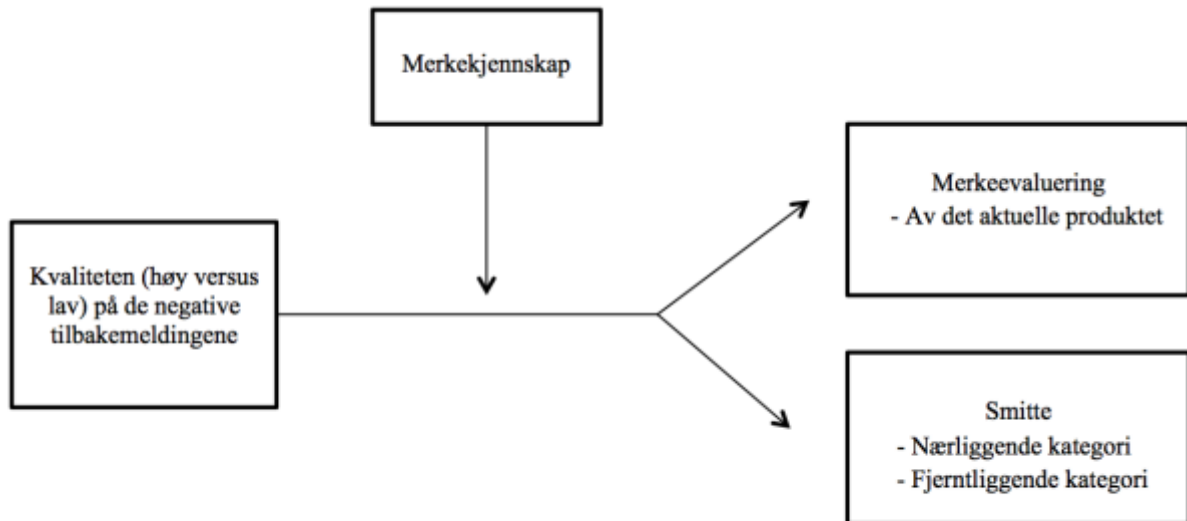 Merkekjennskap
Kvaliteten (høy versus
lav) på de negative
tilbakemeldingene
Merkeevaluering
- Av det aktuelle produktet
Smitte
- Nærliggende kategori
- Fjerntliggende kategori